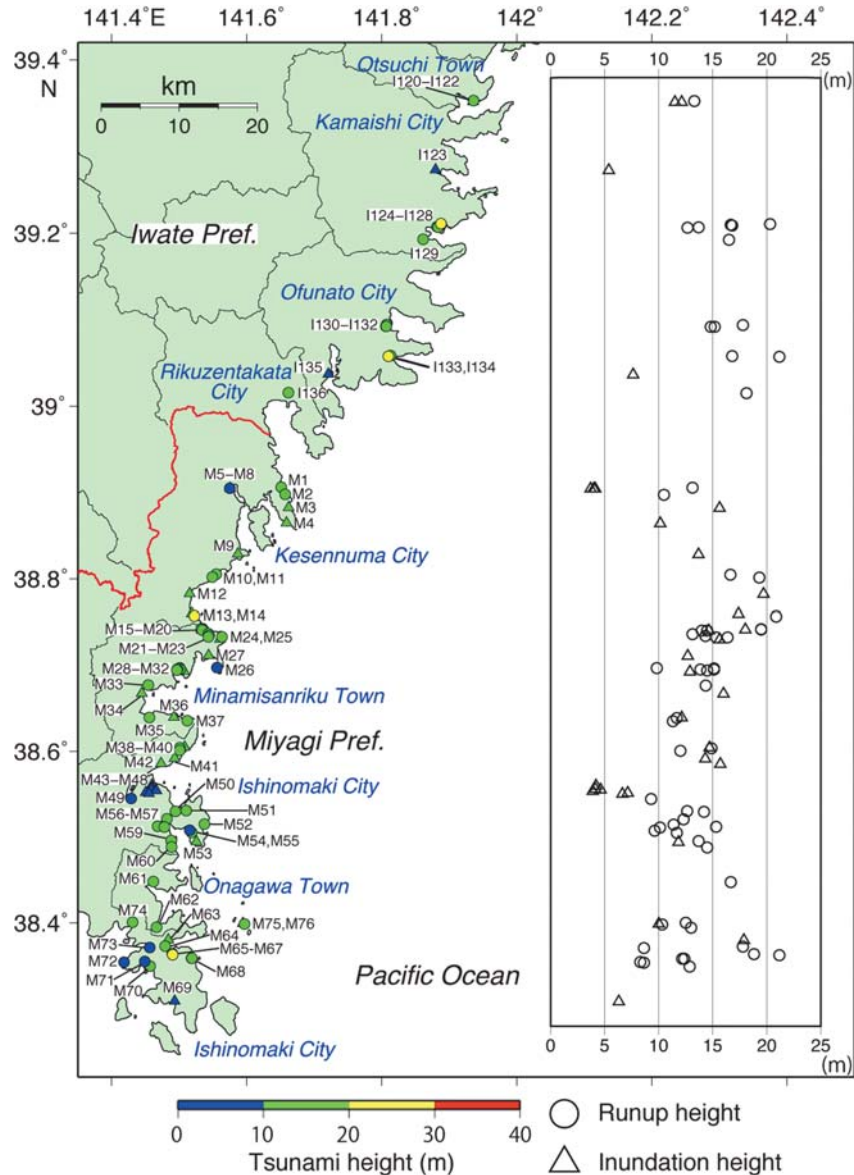 141.4°E 141.6° 141.8° 142° 142.2° 142.4°
0 5 10 15 20 25
(m)
39.4°
N
km
0 10 20
Otsuchi Town
I120-I122
Kamaishi City
I123
I124-I128
39.2°
Iwate Pref.
I129
Ofunato City
I130-I132
I133,I134
I135
Rikuzentakata
City
I136
39°
M5-M8
M1
M2
M3
M4
M9
Kesennuma City
38.8°
M10,M11
M12
M13,M14
M15-M20
M24,M25
M21-M23
M27
M28-M32
M26
M33
Minamisanriku Town
M34
M36
M37
M35
Miyagi Pref.
38.6°
M38-M40
M42
M41
M43-M48
M50
Ishinomaki City
M49
M51
M56-M57
M52
M59
M54,M55
M53
M60
M61
Onagawa Town
M62
38.4°
M74
M63
M75,M76
M64
M73
M65-M67
M72
M68
Pacific Ocean
M71
M70
M69
Ishinomaki City
0 5 10 15 20 25
(m)
0 10 20 30 40
Tsunami height (m)
Runup height
Inundation height